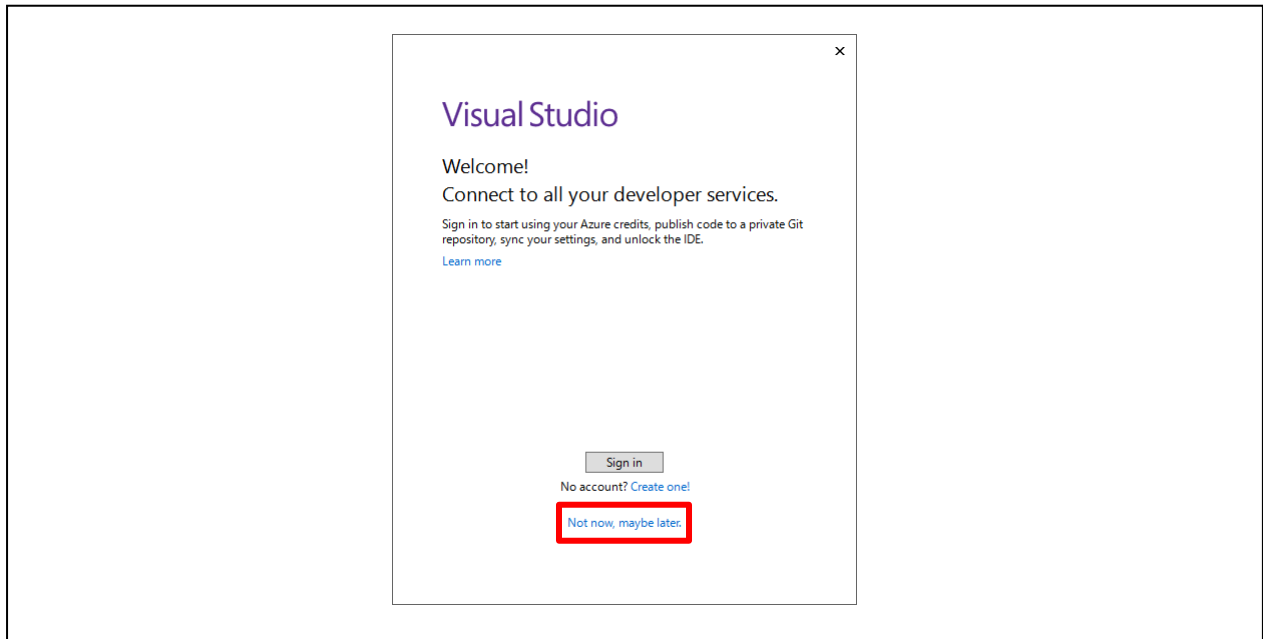 Visual Studio
Welcome!
Connect to all your developer services.
Sign in to start using your Azure credits, publish code to a private Git
repository, sync your settings, and unlock the IDE.
Learn more
Sign in
No account? Create one!
Not now, maybe later.